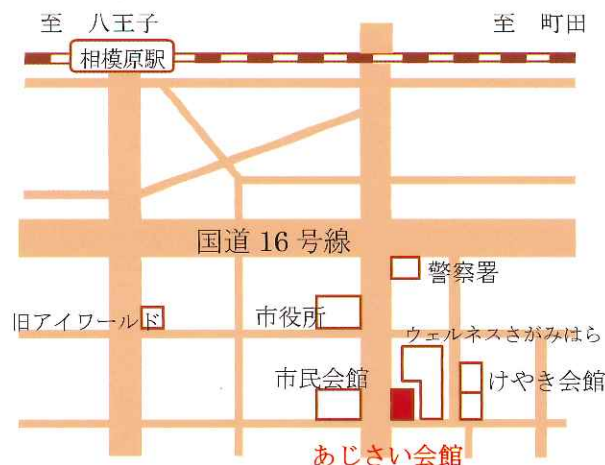 至 八王子
至 町田
相模原駅
国道16号線
警察署
旧アイワールド
市役所
ウェルネスさがみはら
市民会館
けやき会館
あじさい会館